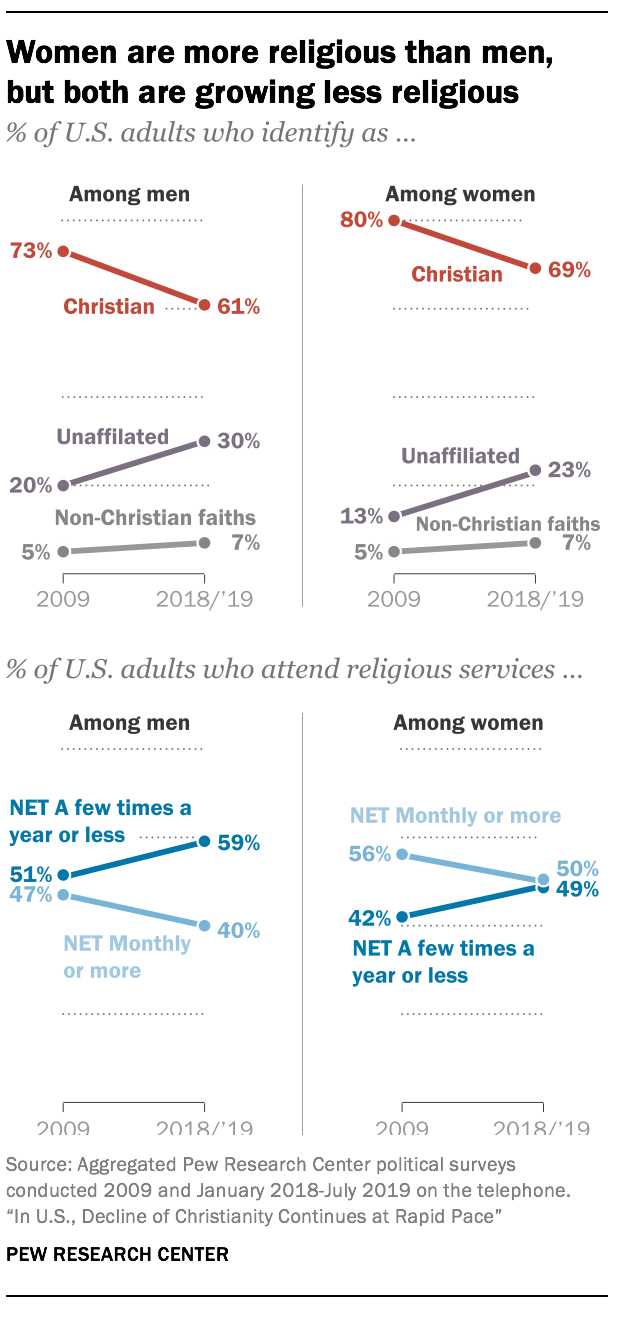 Women are more religious than men,
but both are growing less religious
% of U.S. adults who identify as ...
Among men
73%
Christian
61%
Unaffilated
30%
20%
Non-Christian faiths
5%
7%
2009
2018/'19
Among women
80%
Christian
69%
Unaffiliated
23%
13%
Non-Christian faiths
5%
7%
2009
2018/'19
% of U.S. adults who attend religious services ...
Among men
NET A few times a
year or less
59%
51%
47%
40%
NET Monthly
or more
2009
2018/'19
Among women
NET Monthly or more
56%
50%
49%
42%
NET A few times a
year or less
2009
2018/'19
Source: Aggregated Pew Research Center political surveys
conducted 2009 and January 2018-July 2019 on the telephone.
“In U.S., Decline of Christianity Continues at Rapid Pace”
PEW RESEARCH CENTER